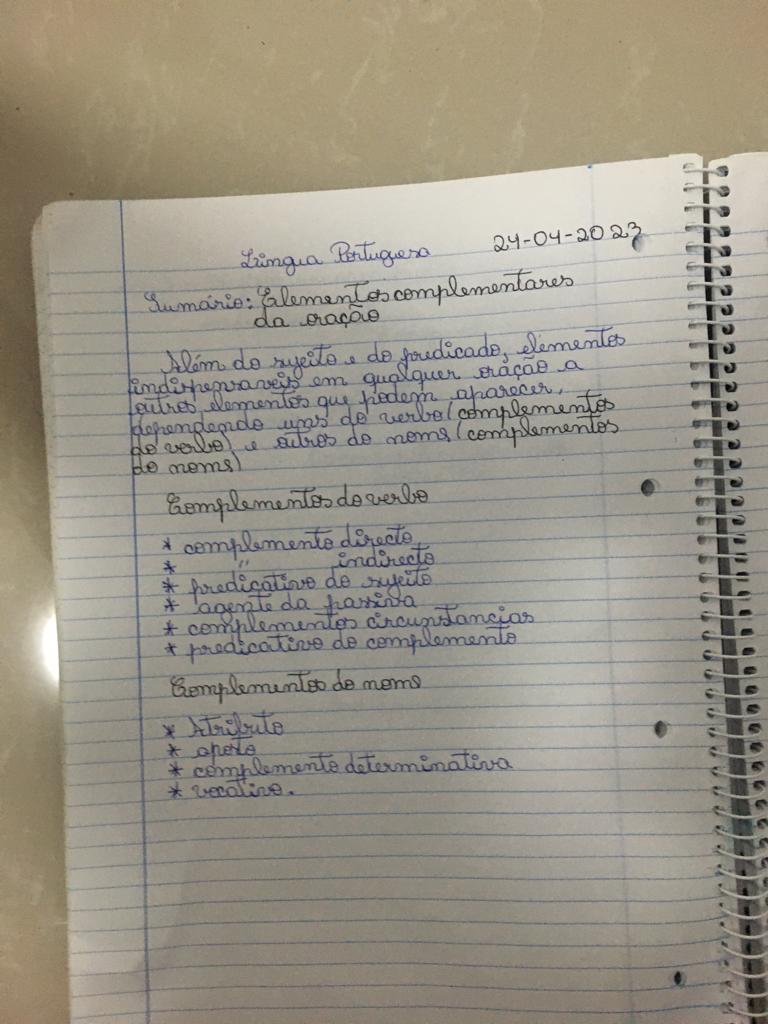 Língua Portuguesa 24-04-2023
Sumário: Elementos complementares
da oração
Além do sujeito e do predicado, elementos
indispensaveis em qualquer oração a
outros elementos que podem aparecer,
dependendo uns do verbo (complementos
do verbo) e outros do nome (complementos
do nome)
Complementos do verbo
* complemento directo
* " indirecto
* predicativo do sujeito
* agente da passiva
* complementos circunstancias
* predicativo do complemento
Complementos do nome
* Atributo
* aposto
* complemento determinativa
* vocativo.